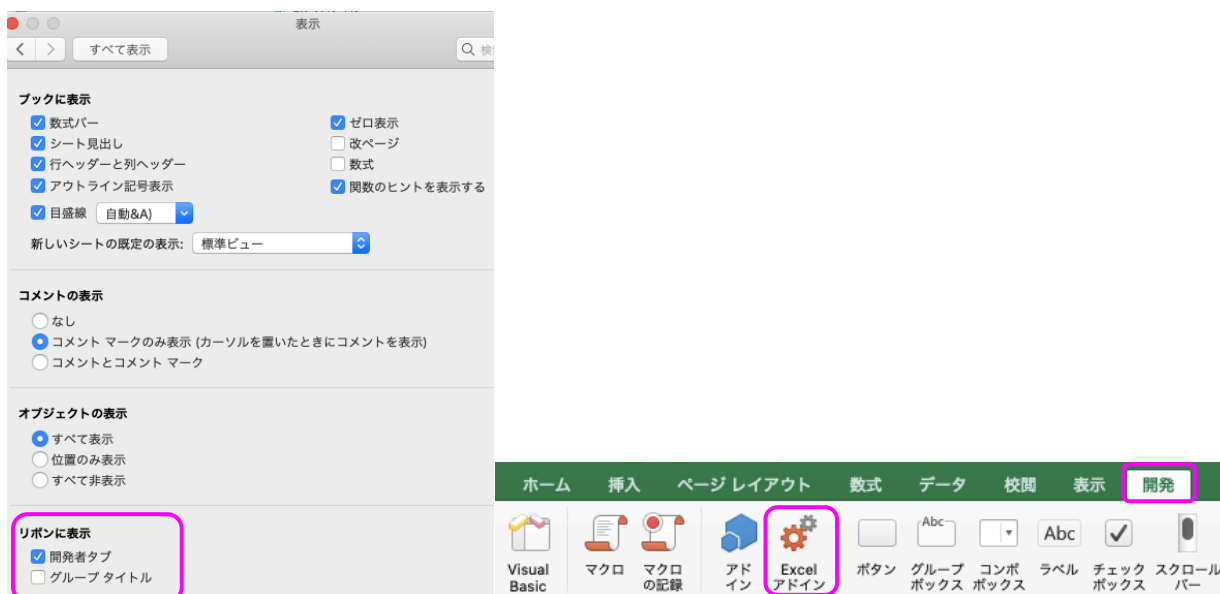 表示
すべて表示
ブックに表示
数式バー
ゼロ表示
シート見出し
改ページ
行ヘッダーと列ヘッダー
数式
アウトライン記号表示
関数のヒントを表示する
目盛線 自動&A)
新しいシートの既定の表示: 標準ビュー
コメントの表示
なし
コメント マークのみ表示 (カーソルを置いたときにコメントを表示)
コメントとコメント マーク
オブジェクトの表示
すべて表示
位置のみ表示
すべて非表示
リボンに表示
開発者タブ
グループ タイトル
ホーム 挿入 ページ レイアウト 数式 データ 校閲 表示 開発
Abc
Abc
Visual
Basic
マクロ
マクロ
の記録
アド
イン
Excel
アドイン
ボタン
グループ
ボックス
コンボ
ボックス
ラベル
チェック
ボックス
スクロール
バー